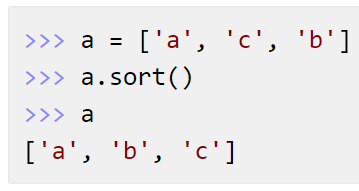 >>> a = ['a', 'c', 'b']
>>> a.sort()
>>> a
['a', 'b', 'c']